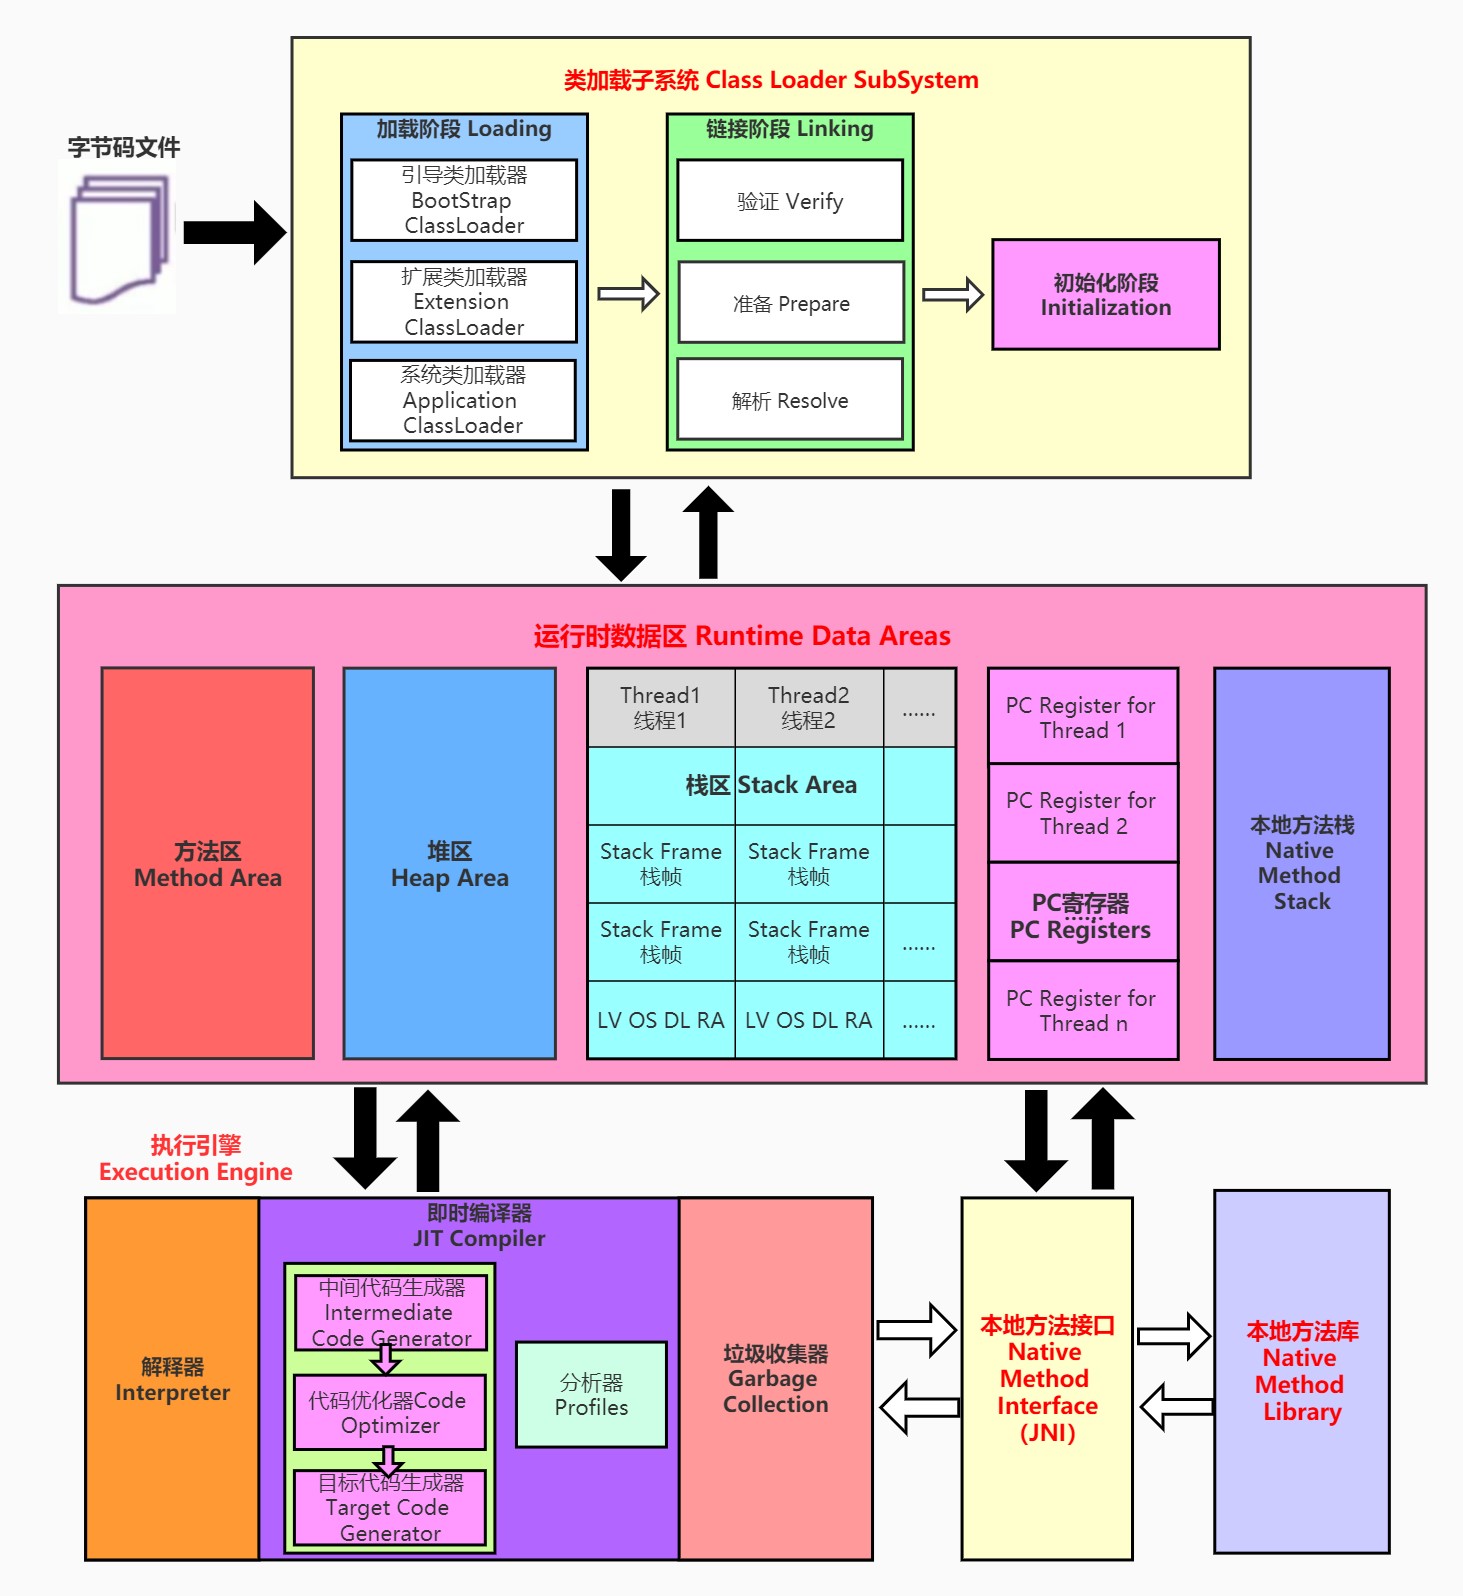 字节码文件
类加载子系统 Class Loader SubSystem
加载阶段 Loading
引导类加载器
BootStrap
ClassLoader
扩展类加载器
Extension
ClassLoader
系统类加载器
Application
ClassLoader
链接阶段 Linking
验证 Verify
准备 Prepare
解析 Resolve
初始化阶段
Initialization
运行时数据区 Runtime Data Areas
方法区
Method Area
堆区
Heap Area
Thread1
线程1
Thread2
线程2
......
栈区 Stack Area
Stack Frame
栈帧
Stack Frame
栈帧
Stack Frame
栈帧
Stack Frame
栈帧
......
LV OS DL RA
LV OS DL RA
......
PC Register for
Thread 1
PC Register for
Thread 2
PC寄存器
......
PC Registers
PC Register for
Thread n
本地方法栈
Native
Method
Stack
执行引擎
Execution Engine
解释器
Interpreter
即时编译器
JIT Compiler
中间代码生成器
Intermediate
Code Generator
代码优化器Code
Optimizer
目标代码生成器
Target Code
Generator
分析器
Profiles
垃圾收集器
Garbage
Collection
本地方法接口
Native
Method
Interface
（JNI）
本地方法库
Native
Method
Library